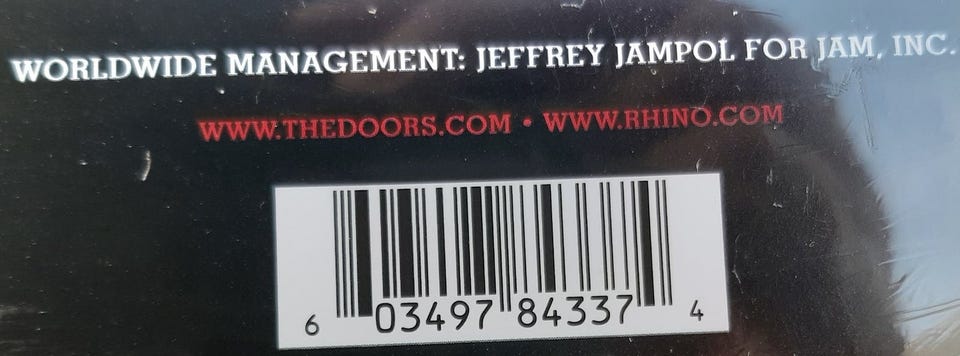 WORLDWIDE MANAGEMENT: JEFFREY JAMPOL FOR JAM, INC.
WWW.THEDOORS.COM • WWW.RHINO.COM
6 03497 84337 4